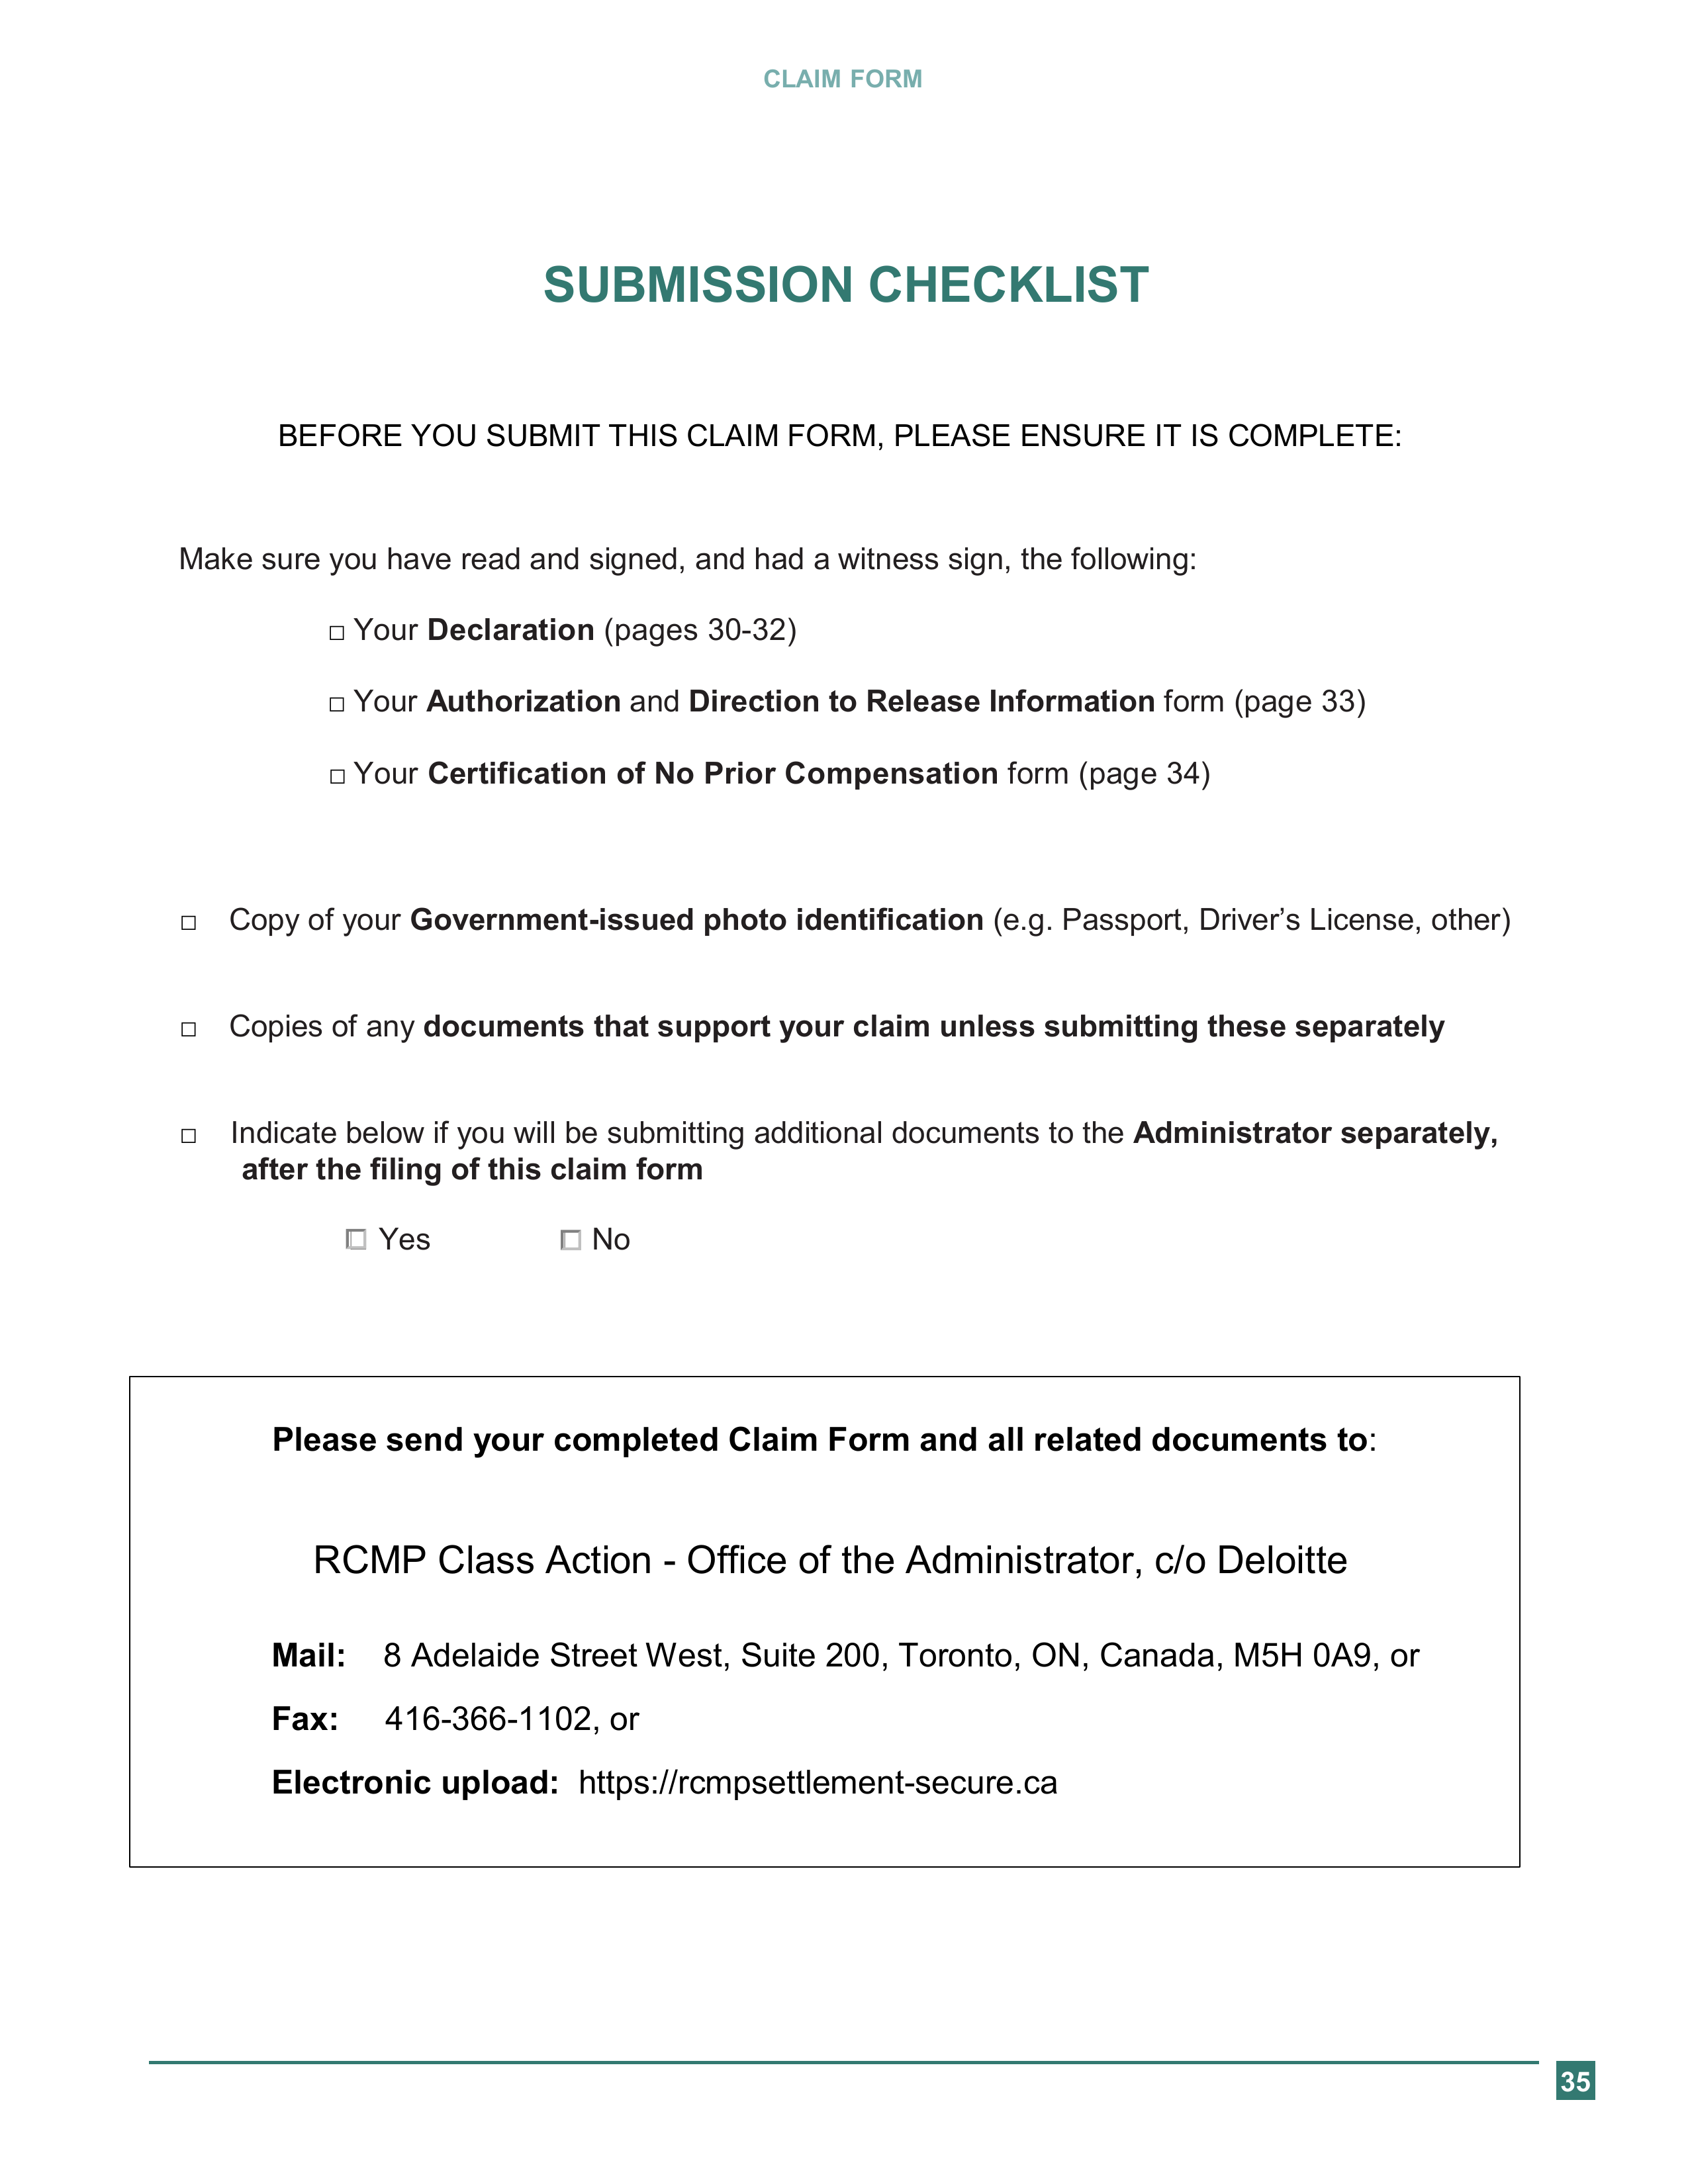 CLAIM FORM
SUBMISSION CHECKLIST
BEFORE YOU SUBMIT THIS CLAIM FORM, PLEASE ENSURE IT IS COMPLETE:
Make sure you have read and signed, and had a witness sign, the following:
□ Your Declaration (pages 30-32)
□ Your Authorization and Direction to Release Information form (page 33)
□ Your Certification of No Prior Compensation form (page 34)
□ Copy of your Government-issued photo identification (e.g. Passport, Driver’s License, other)
□ Copies of any documents that support your claim unless submitting these separately
□ Indicate below if you will be submitting additional documents to the Administrator separately,
after the filing of this claim form
□ Yes □ No
Please send your completed Claim Form and all related documents to:
RCMP Class Action - Office of the Administrator, c/o Deloitte
Mail: 8 Adelaide Street West, Suite 200, Toronto, ON, Canada, M5H 0A9, or
Fax: 416-366-1102, or
Electronic upload: https://rcmpsettlement-secure.ca
35